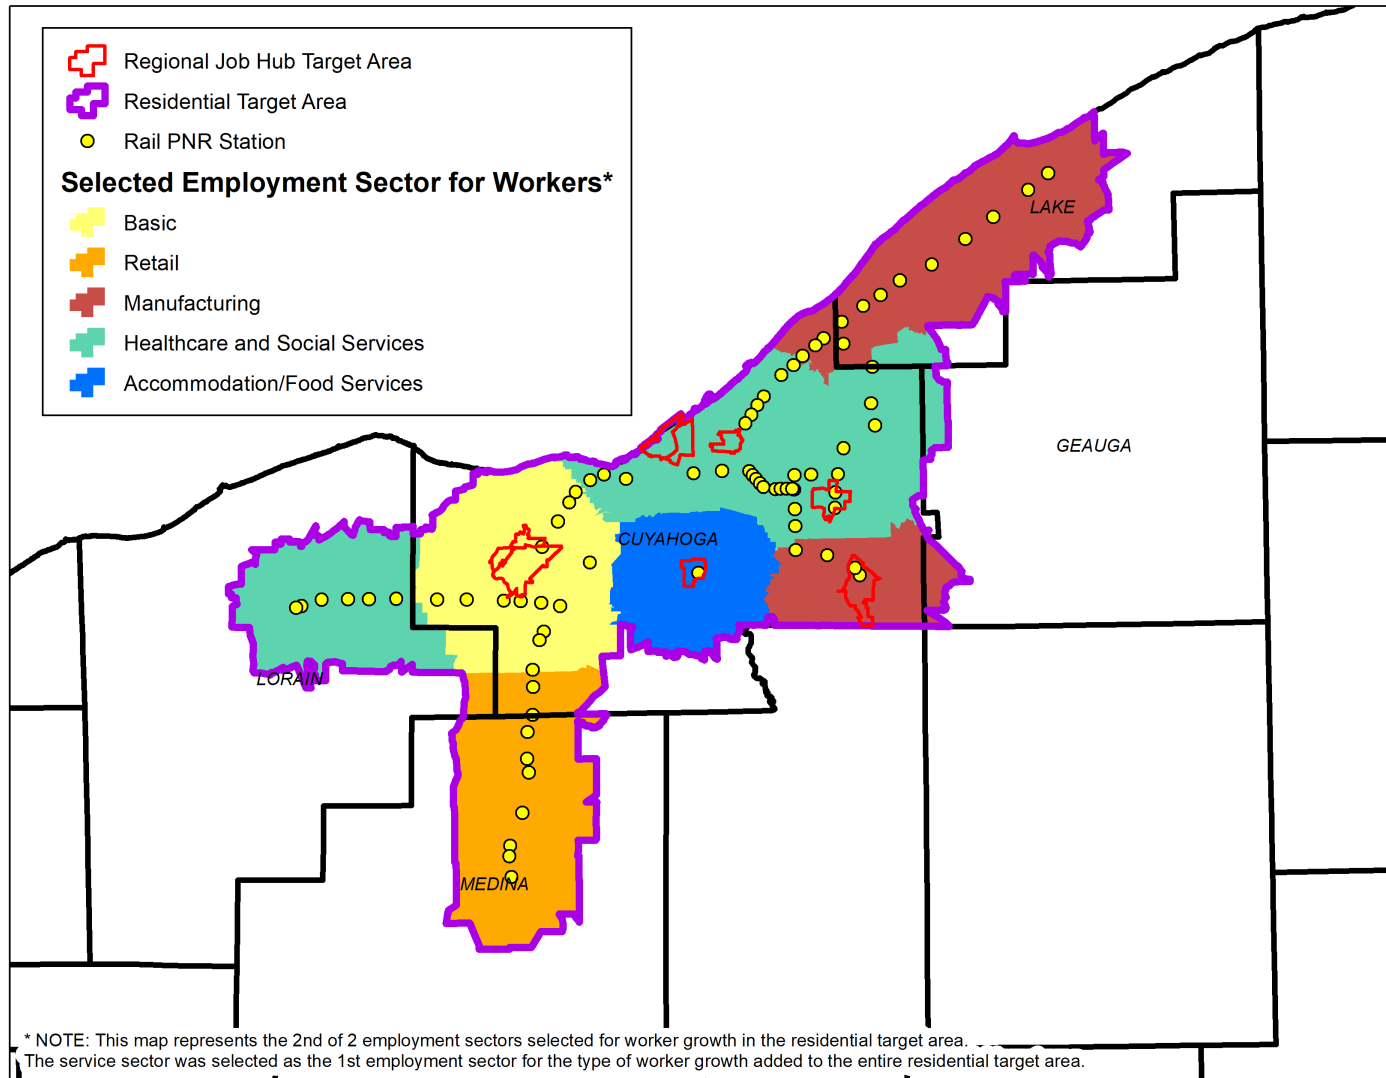 Regional Job Hub Target Area
Residential Target Area
Rail PNR Station
Selected Employment Sector for Workers*
Basic
Retail
Manufacturing
Healthcare and Social Services
Accommodation/Food Services
LAKE
GEAUGA
CUYAHOGA
LORAIN
MEDINA
* NOTE: This map represents the 2nd of 2 employment sectors selected for worker growth in the residential target area.
The service sector was selected as the 1st employment sector for the type of worker growth added to the entire residential target area.